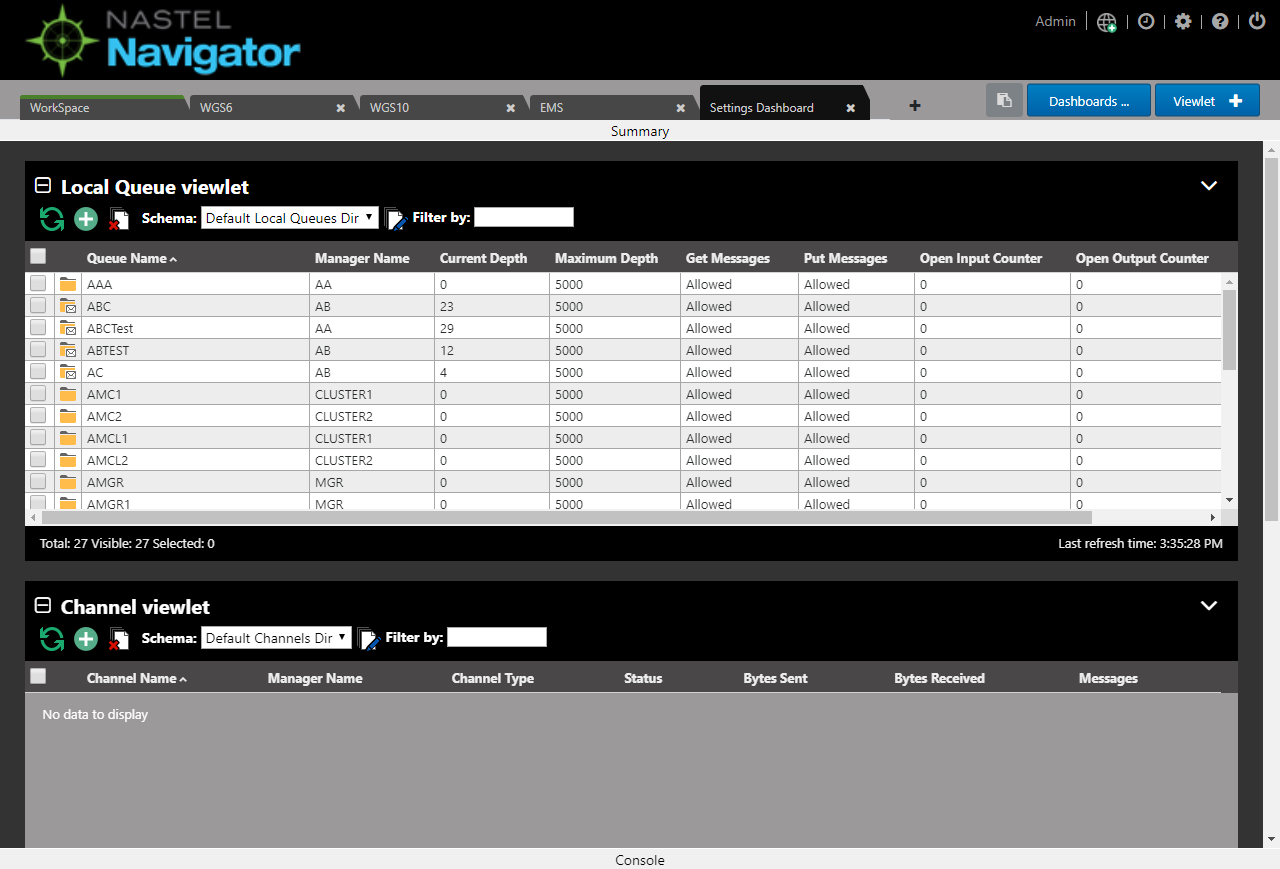 NASTEL
Navigator
Admin
WorkSpace WGS6 WGS10 EMS Settings Dashboard Dashboards ... Viewlet
Summary
Local Queue viewlet
Schema: Default Local Queues Dir Filter by:
Queue Name Manager Name Current Depth Maximum Depth Get Messages Put Messages Open Input Counter Open Output Counter
AAA AA 0 5000 Allowed Allowed 0 0
ABC AB 23 5000 Allowed Allowed 0 0
ABCTest AA 29 5000 Allowed Allowed 0 0
ABTEST AB 12 5000 Allowed Allowed 0 0
AC AB 4 5000 Allowed Allowed 0 0
AMC1 CLUSTER1 0 5000 Allowed Allowed 0 0
AMC2 CLUSTER2 0 5000 Allowed Allowed 0 0
AMCL1 CLUSTER1 0 5000 Allowed Allowed 0 0
AMCL2 CLUSTER2 0 5000 Allowed Allowed 0 0
AMGR MGR 0 5000 Allowed Allowed 0 0
AMGR1 MGR 0 5000 Allowed Allowed 0 0
Total: 27 Visible: 27 Selected: 0 Last refresh time: 3:35:28 PM
Channel viewlet
Schema: Default Channels Dir Filter by:
Channel Name Manager Name Channel Type Status Bytes Sent Bytes Received Messages
No data to display
Console